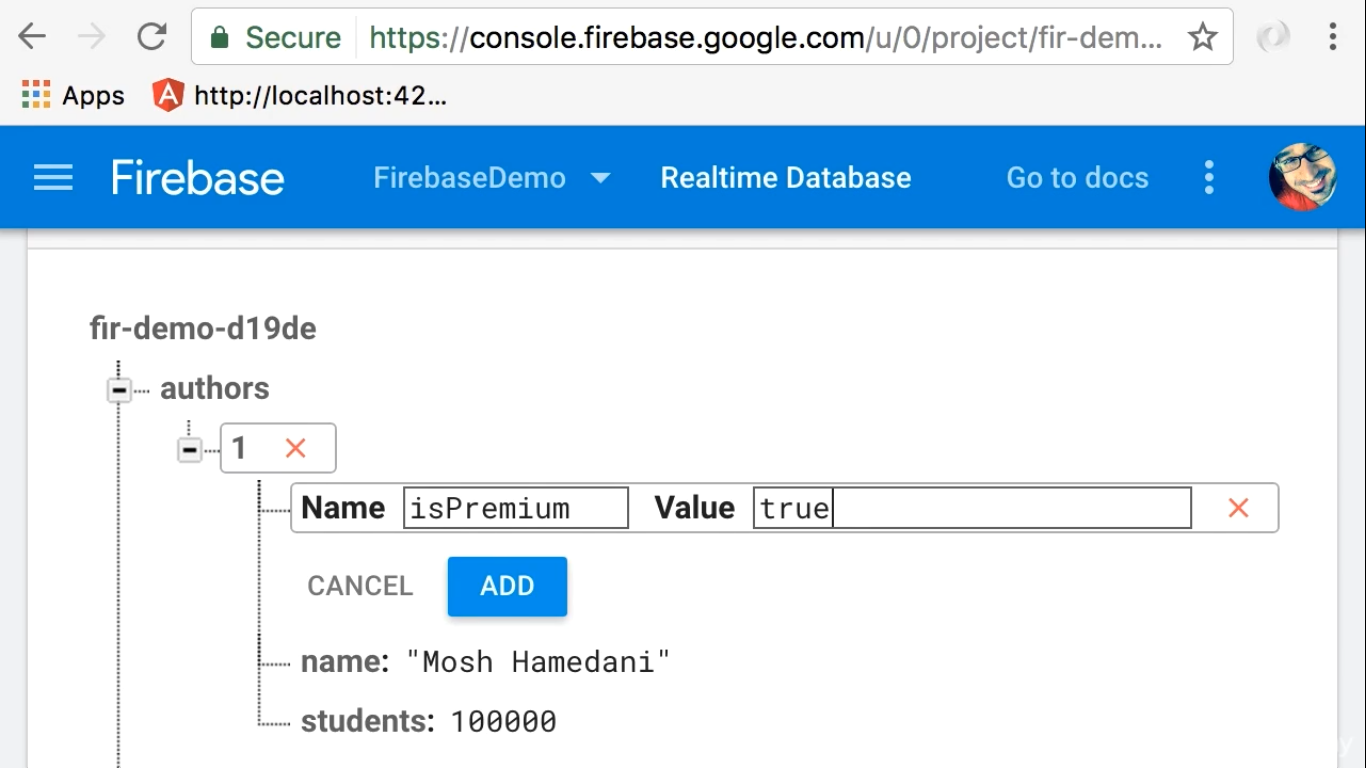 Secure https://console.firebase.google.com/u/0/project/fir-dem...
Apps http://localhost:42...
Firebase FirebaseDemo Realtime Database Go to docs
fir-demo-d19de
authors
1
Name isPremium Value true
CANCEL ADD
name: "Mosh Hamedani"
students: 100000